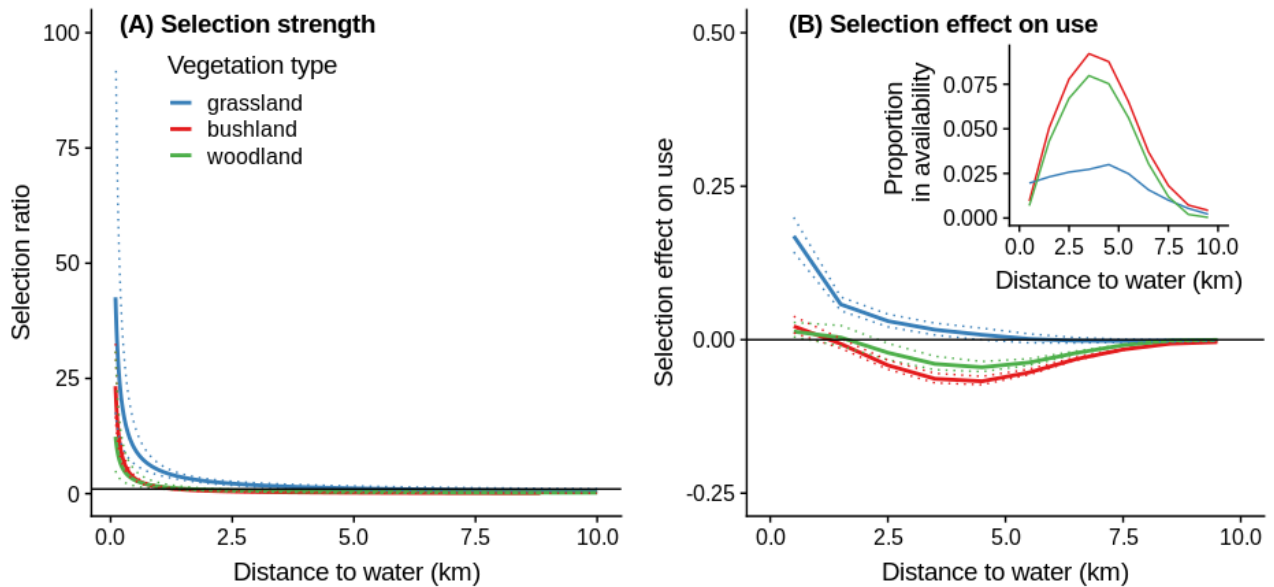 (A) Selection strength
100
75
50
25
0
Selection ratio
Vegetation type
grassland
bushland
woodland
0.0 2.5 5.0 7.5 10.0
Distance to water (km)
(B) Selection effect on use
0.50
0.25
0.00
-0.25
Selection effect on use
0.0 2.5 5.0 7.5 10.0
Distance to water (km)
Proportion
in availability
0.075
0.050
0.025
0.000
0.0 2.5 5.0 7.5 10.0
Distance to water (km)